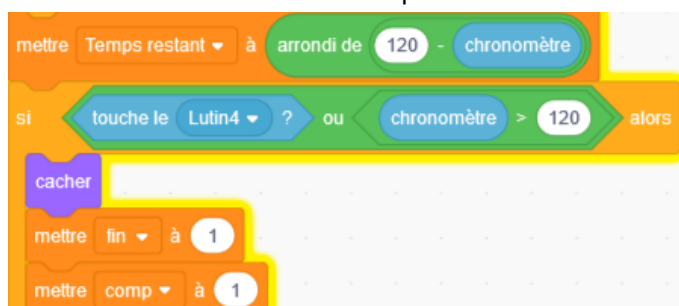 mettre Temps restant à arrondi de 120 - chronomètre
si touche le Lutin4 ? ou chronomètre > 120 alors
cacher
mettre fin à 1
mettre comp à 1